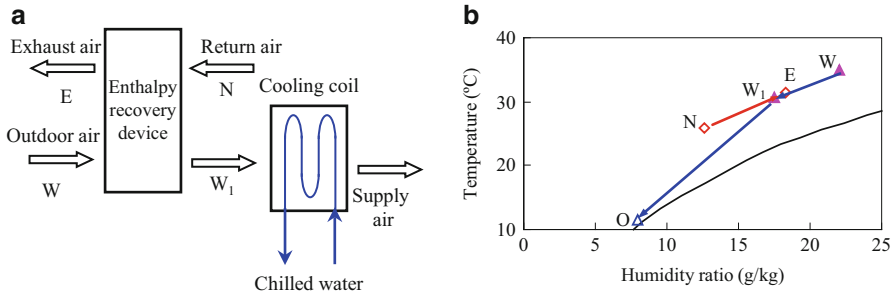 a
Exhaust air
Return air
E
N
Enthalpy
recovery
device
Cooling coil
Outdoor air
W
W1
Supply
air
Chilled water
b
Temperature (ºC)
40
30
20
10
0
5
10
15
20
25
Humidity ratio (g/kg)
N
W1
E
W
O